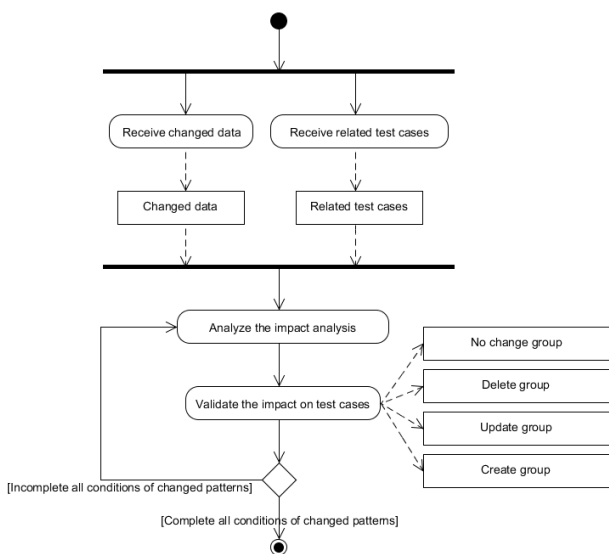 Receive changed data
Receive related test cases
Changed data
Related test cases
Analyze the impact analysis
No change group
Delete group
Validate the impact on test cases
Update group
Create group
[Incomplete all conditions of changed patterns]
[Complete all conditions of changed patterns]